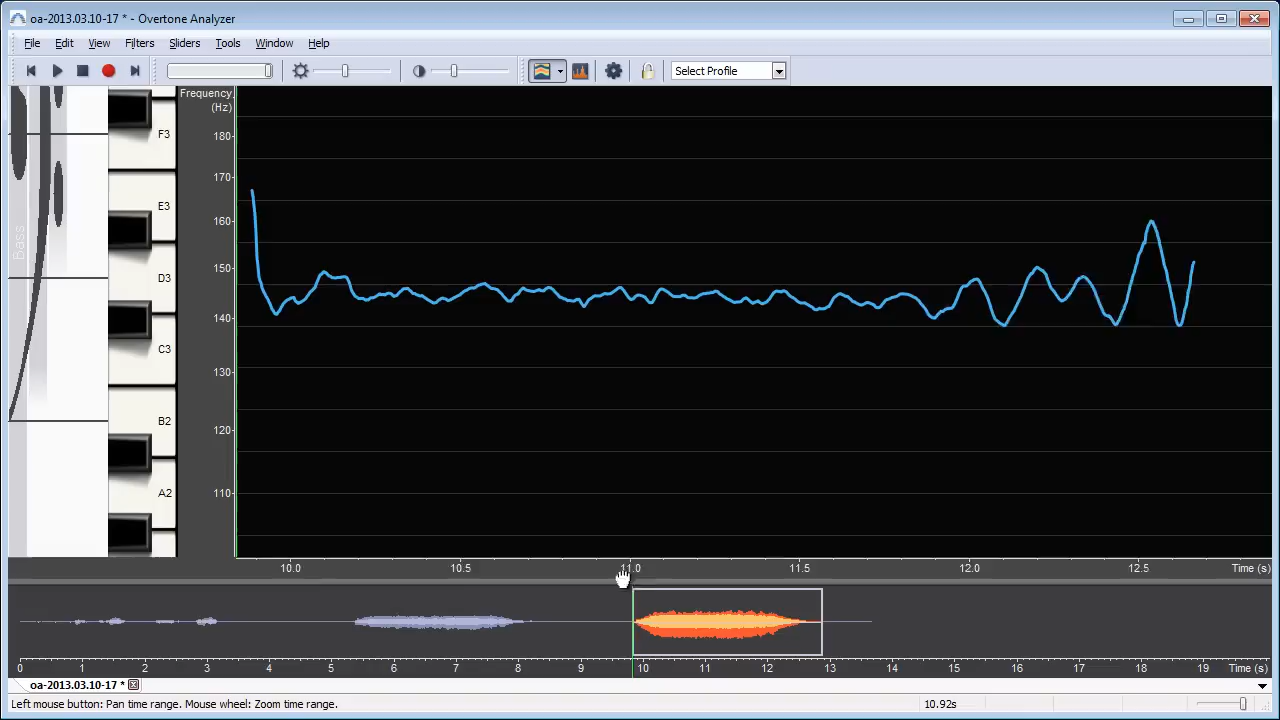 oa-2013.03.10-17 * - Overtone Analyzer
File Edit View Filters Sliders Tools Window Help
Select Profile
Frequency
(Hz)
F3 180
170
E3
160
Bass
D3 150
140
C3
130
B2 120
A2 110
10.0 10.5 11.0 11.5 12.0 12.5 Time (s)
0 1 2 3 4 5 6 7 8 9 10 11 12 13 14 15 16 17 18 19 Time (s)
oa-2013.03.10-17 *
Left mouse button: Pan time range. Mouse wheel: Zoom time range. 10.92s